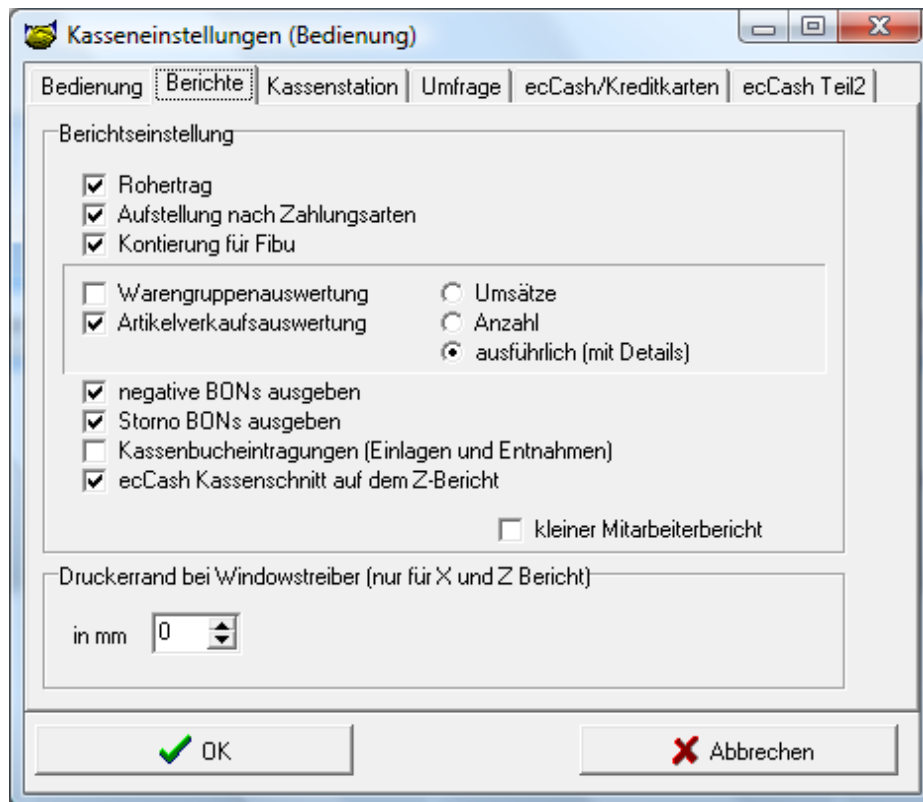 Kasseneinstellungen (Bedienung)
Bedienung Berichte Kassenstation Umfrage ecCash/Kreditkarten ecCash Teil2
Berichtseinstellung
Rohertrag
Aufstellung nach Zahlungsarten
Kontierung für Fibu
Warengruppenauswertung Umsätze
Artikelverkaufsauswertung Anzahl
ausführlich (mit Details)
negative BONs ausgeben
Storno BONs ausgeben
Kassenbucheintragungen (Einlagen und Entnahmen)
ecCash Kassenschnitt auf dem Z-Bericht
kleiner Mitarbeiterbericht
Druckerrand bei Windowstreiber (nur für X und Z Bericht)
in mm 0
OK Abbrechen